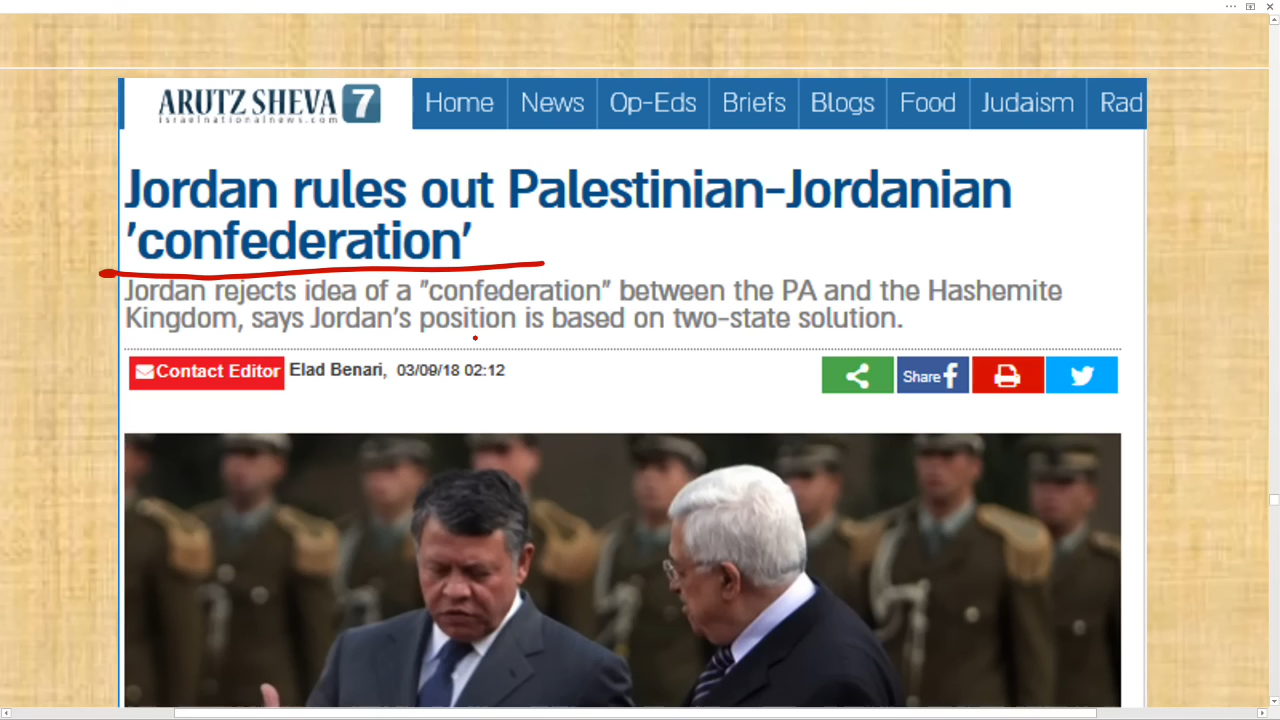 ARUTZ SHEVA 7
israelnationalnews.com
Home News Op-Eds Briefs Blogs Food Judaism Rad
Jordan rules out Palestinian-Jordanian
'confederation'
Jordan rejects idea of a "confederation" between the PA and the Hashemite
Kingdom, says Jordan's position is based on two-state solution.
Contact Editor Elad Benari, 03/09/18 02:12
Share